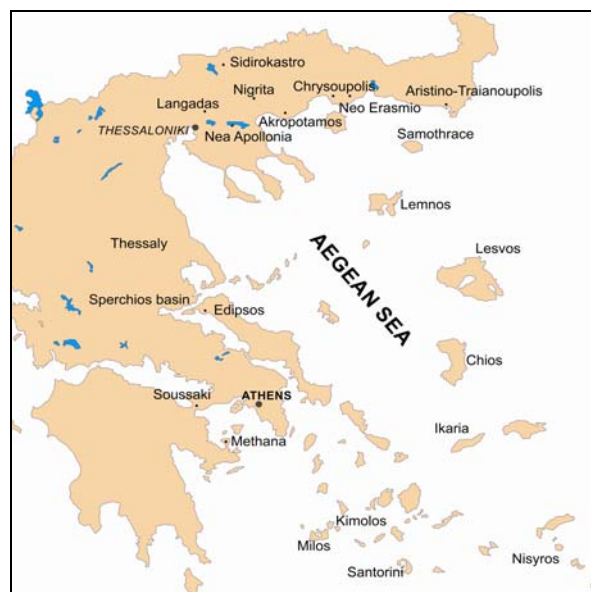 Sidirokastro
Nigrita
Chrysoupolis
Aristino-Traianoupolis
Langadas
Neo Erasmio
THESSALONIKI
Akropotamos
Nea Apollonia
Samothrace
Lemnos
Thessaly
AEGEAN SEA
Lesvos
Sperchios basin
Edipsos
Chios
Soussaki
ATHENS
Methana
Ikaria
Kimolos
Milos
Santorini
Nisyros